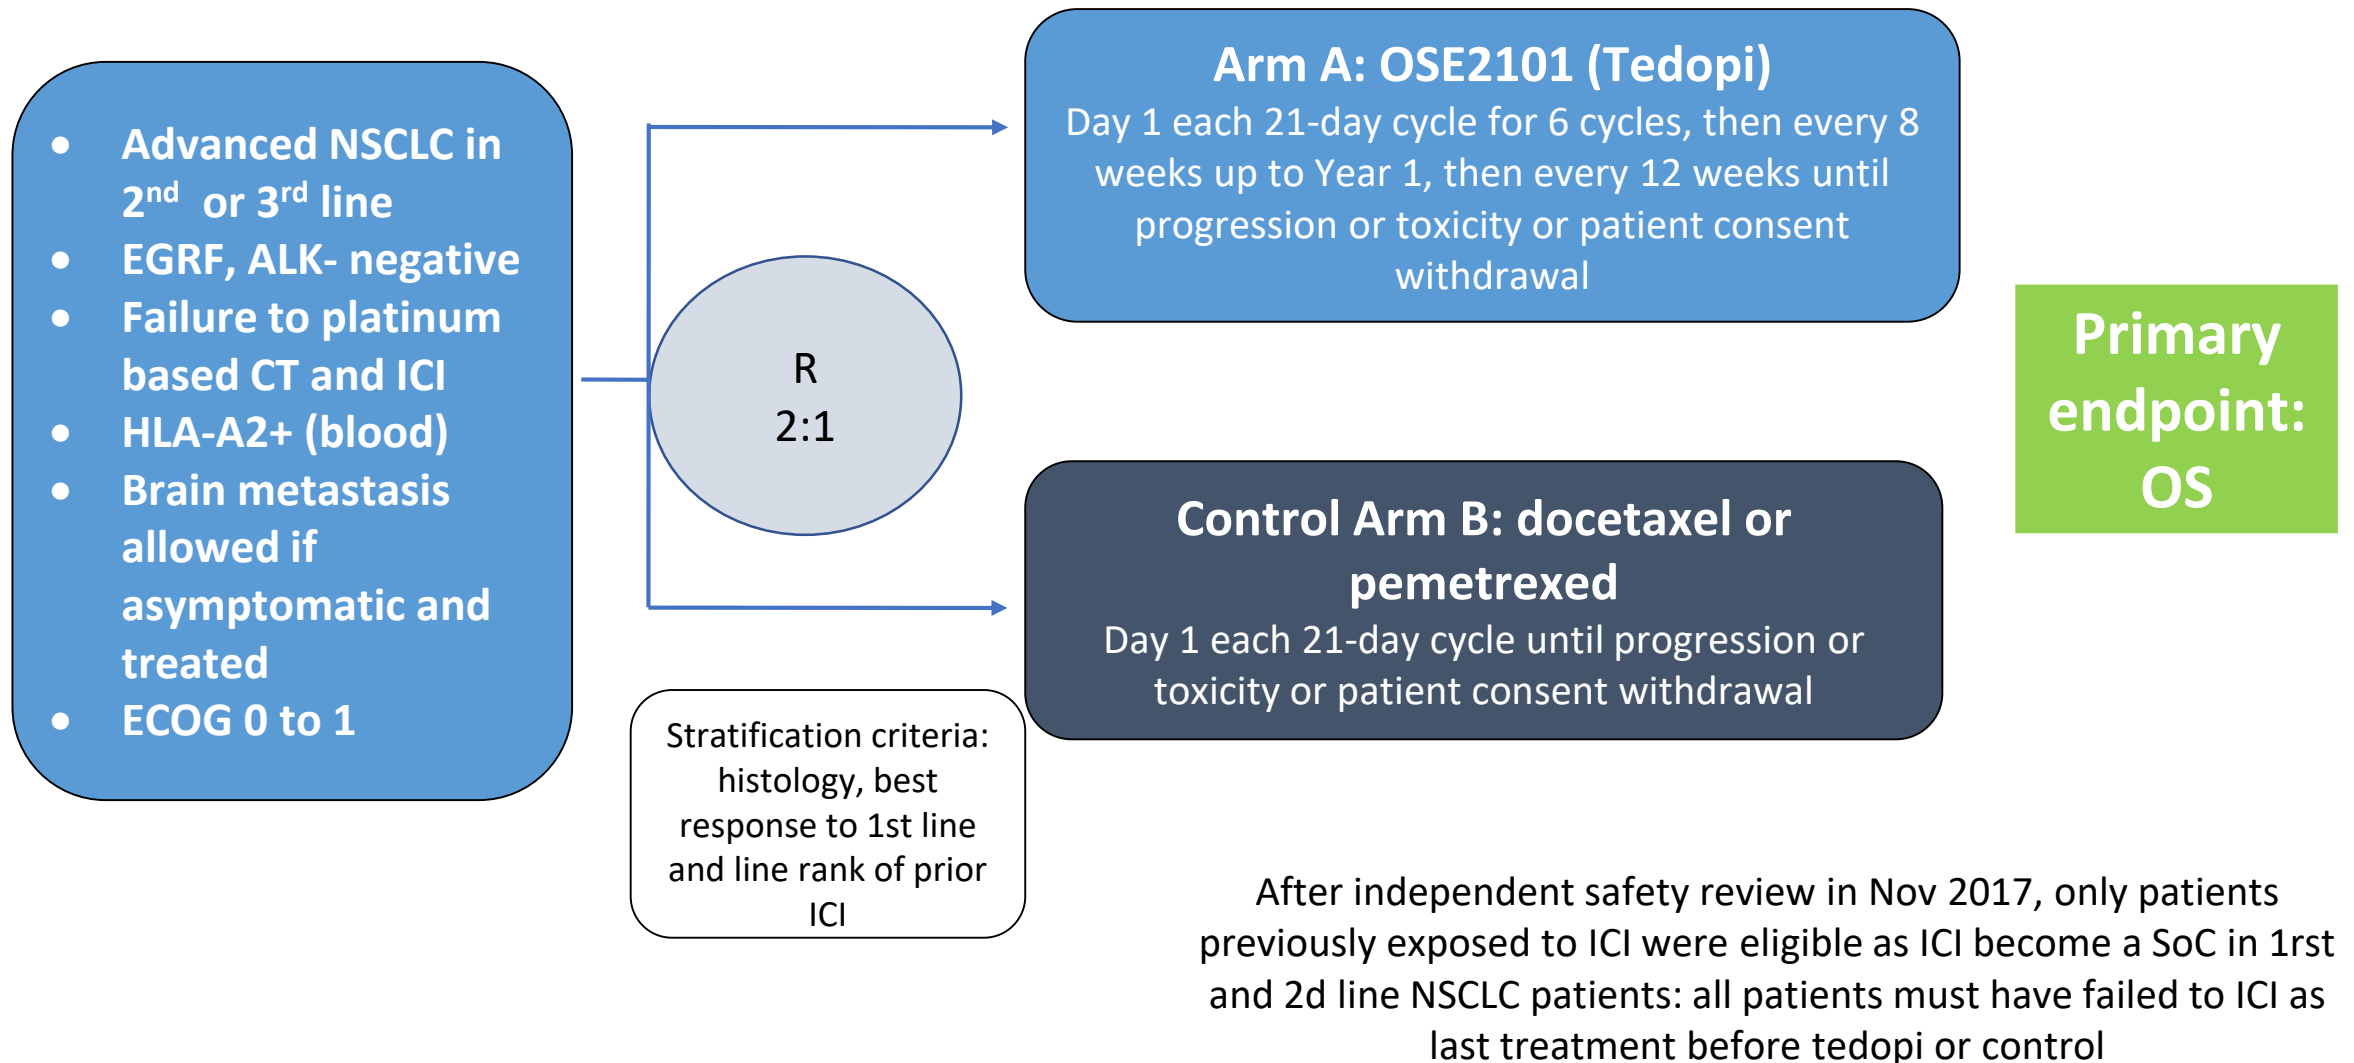 • Advanced NSCLC in
2nd or 3rd line
• EGRF, ALK- negative
• Failure to platinum
based CT and ICI
• HLA-A2+ (blood)
• Brain metastasis
allowed if
asymptomatic and
treated
• ECOG 0 to 1
R
2:1
Arm A: OSE2101 (Tedopi)
Day 1 each 21-day cycle for 6 cycles, then every 8
weeks up to Year 1, then every 12 weeks until
progression or toxicity or patient consent
withdrawal
Control Arm B: docetaxel or
pemetrexed
Day 1 each 21-day cycle until progression or
toxicity or patient consent withdrawal
Stratification criteria:
histology, best
response to 1st line
and line rank of prior
ICI
Primary
endpoint:
OS
After independent safety review in Nov 2017, only patients
previously exposed to ICI were eligible as ICI become a SoC in 1rst
and 2d line NSCLC patients: all patients must have failed to ICI as
last treatment before tedopi or control